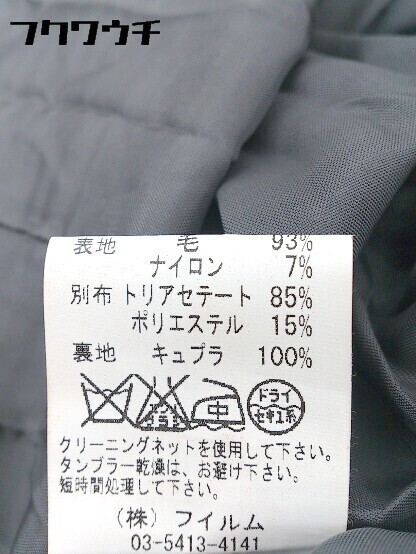 フクワウチ
表地 毛 93%
ナイロン 7%
別布 トリアセテート 85%
ポリエステル 15%
裏地 キュプラ 100%
中 ドライ
セキユ系
クリーニングネットを使用して下さい。
タンブラー乾燥は、お避け下さい。
短時間処理して下さい。
(株) フイルム
03-5413-4141